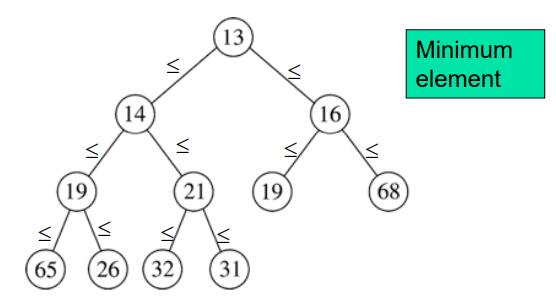 13
Minimum
element
≤ ≤
14 16
≤ ≤ ≤ ≤
19 21 19 68
≤ ≤ ≤ ≤
65 26 32 31